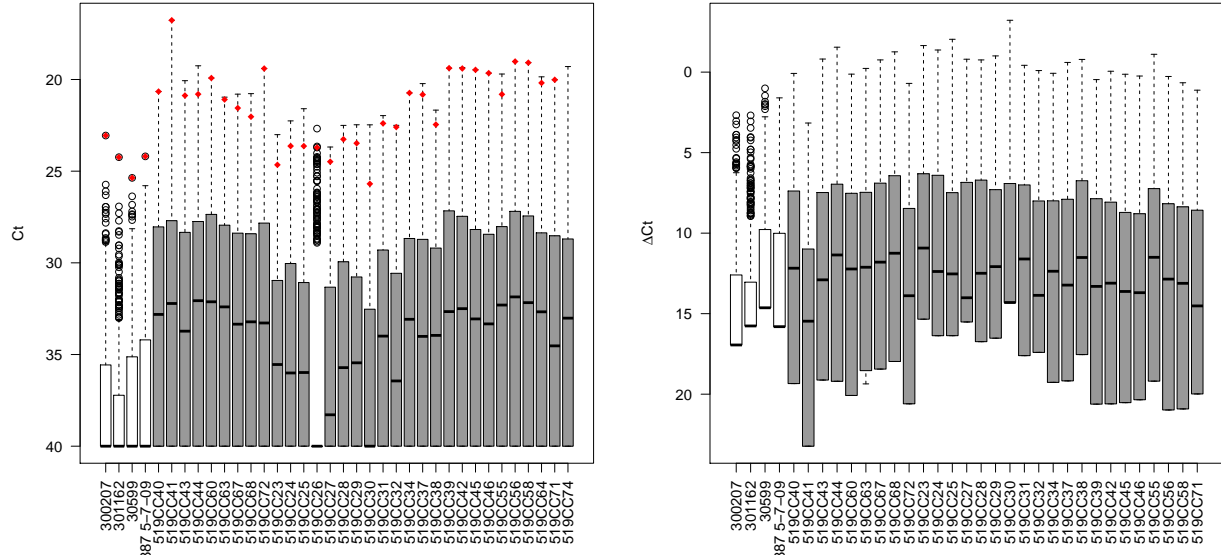 Ct
20
25
30
35
40
300207
301162
30599
387 5−7−09
519CC40
519CC41
519CC43
519CC44
519CC60
519CC63
519CC67
519CC68
519CC72
519CC23
519CC24
519CC25
519CC26
519CC27
519CC28
519CC29
519CC30
519CC31
519CC32
519CC34
519CC37
519CC38
519CC39
519CC42
519CC45
519CC46
519CC55
519CC56
519CC58
519CC64
519CC71
519CC74
ΔCt
0
5
10
15
20
300207
301162
30599
387 5−7−09
519CC40
519CC41
519CC43
519CC44
519CC60
519CC63
519CC67
519CC68
519CC72
519CC23
519CC24
519CC25
519CC27
519CC28
519CC29
519CC30
519CC31
519CC32
519CC34
519CC37
519CC38
519CC39
519CC42
519CC45
519CC46
519CC55
519CC56
519CC58
519CC71